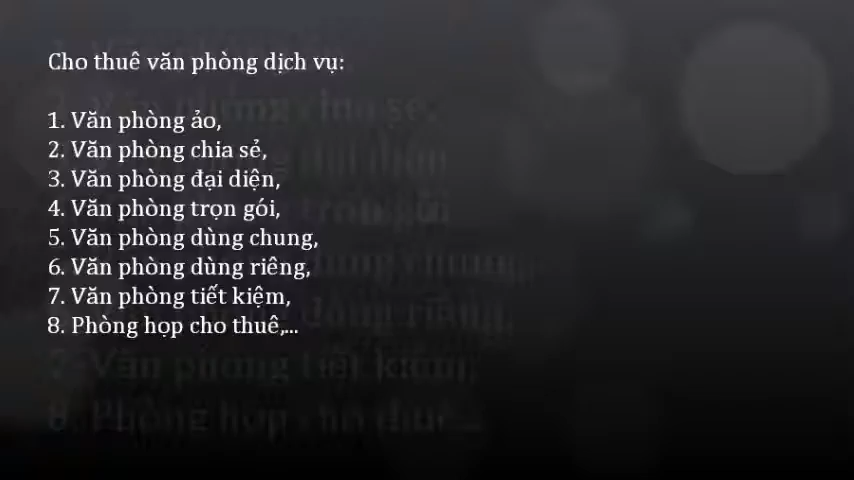 Cho thuê văn phòng dịch vụ:
1. Văn phòng ảo,
2. Văn phòng chia sẻ,
3. Văn phòng đại diện,
4. Văn phòng trọn gói,
5. Văn phòng dùng chung,
6. Văn phòng dùng riêng,
7. Văn phòng tiết kiệm,
8. Phòng họp cho thuê,...